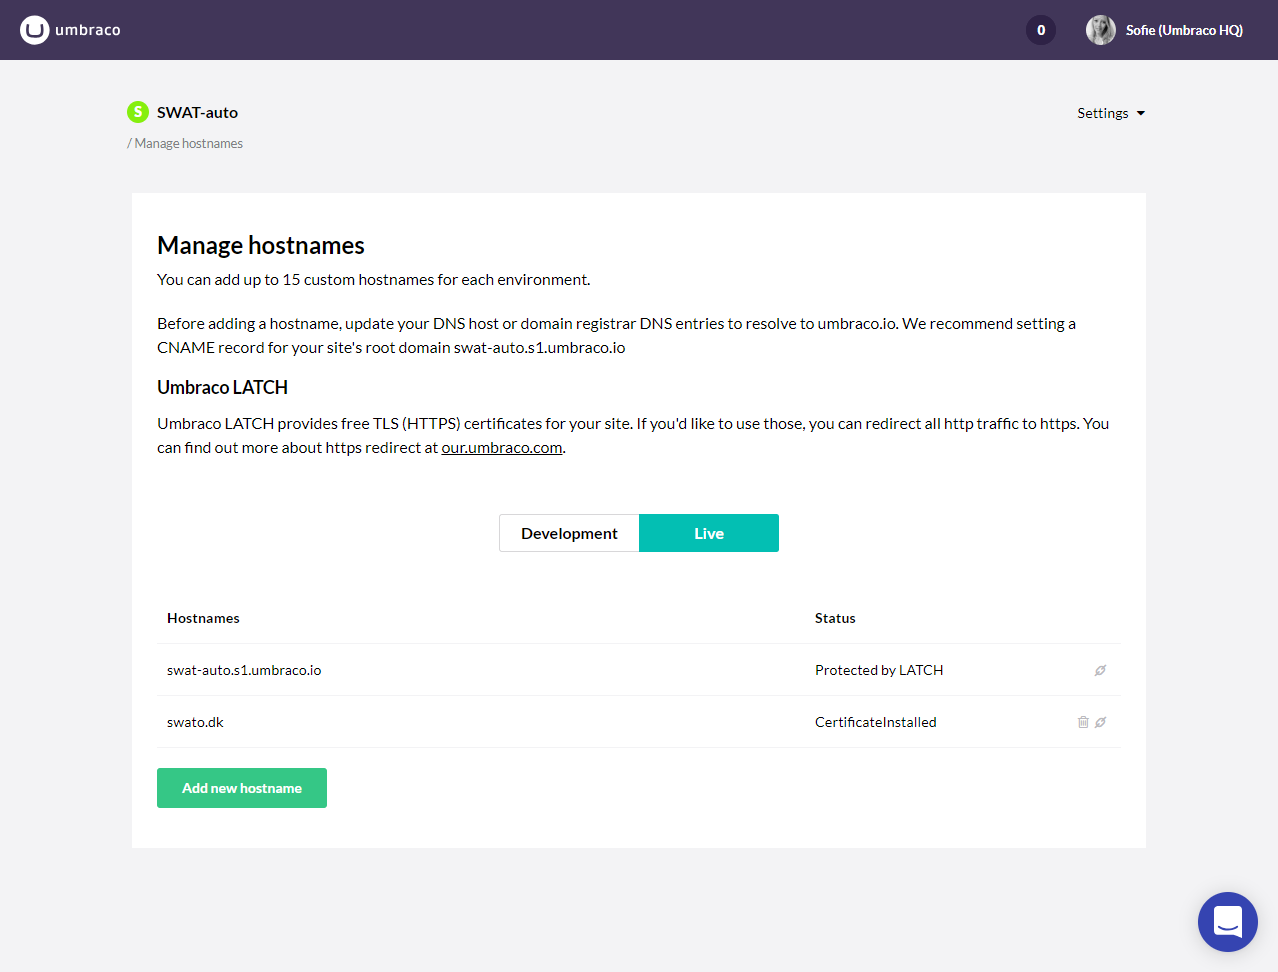 umbraco
0
Sofie (Umbraco HQ)
S SWAT-auto
Settings
/ Manage hostnames
Manage hostnames
You can add up to 15 custom hostnames for each environment.
Before adding a hostname, update your DNS host or domain registrar DNS entries to resolve to umbraco.io. We recommend setting a
CNAME record for your site's root domain swat-auto.s1.umbraco.io
Umbraco LATCH
Umbraco LATCH provides free TLS (HTTPS) certificates for your site. If you'd like to use those, you can redirect all http traffic to https. You
can find out more about https redirect at our.umbraco.com.
Development Live
Hostnames Status
swat-auto.s1.umbraco.io Protected by LATCH
swato.dk CertificateInstalled
Add new hostname